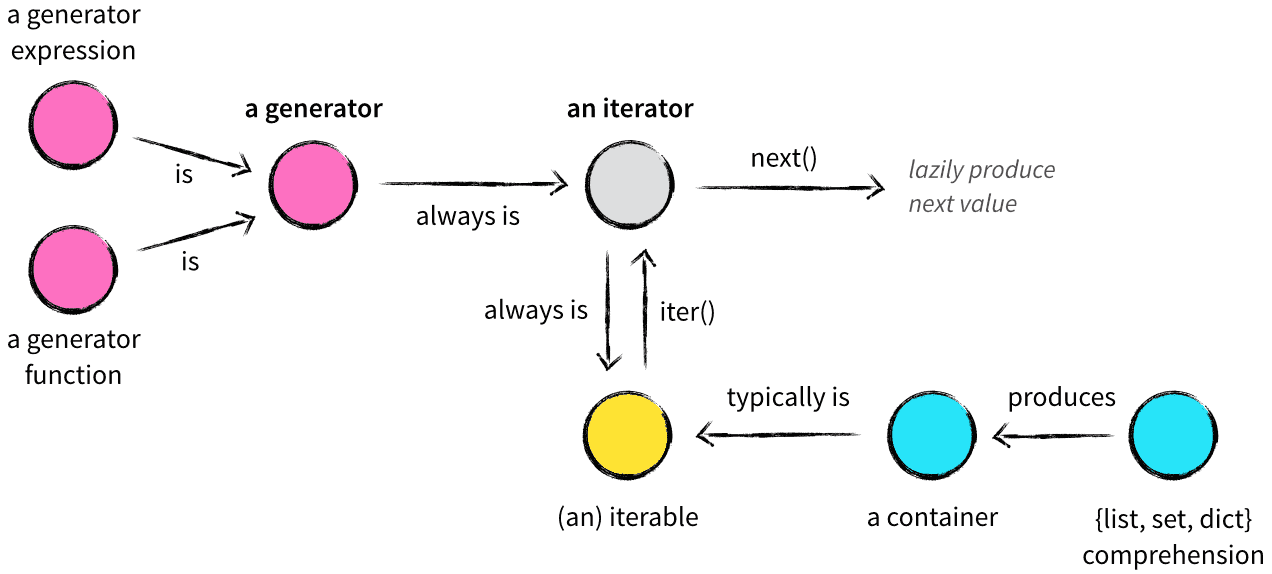 a generator
expression
a generator
an iterator
is
next()
lazily produce
next value
always is
is
a generator
function
always is
iter()
typically is
produces
(an) iterable
a container
{list, set, dict}
comprehension